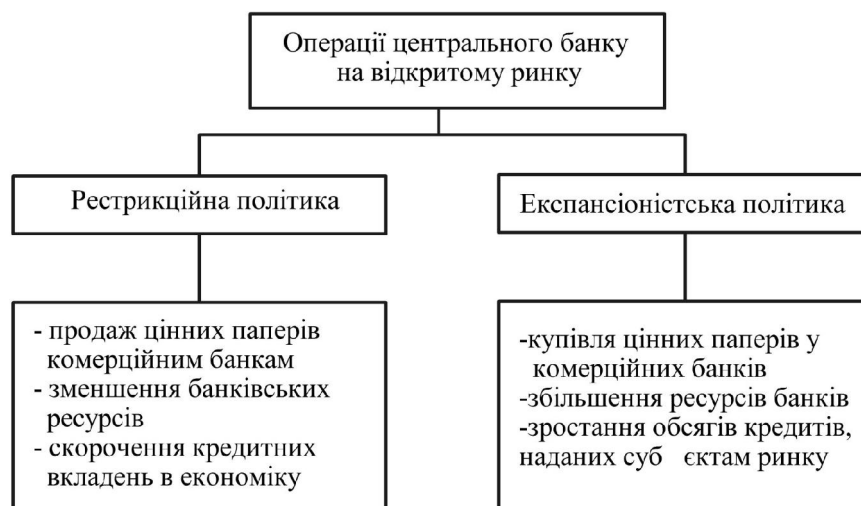 Операції центрального банку
на відкритому ринку
Рестрикційна політика
Експансіоністська політика
- продаж цінних паперів
комерційним банкам
- зменшення банківських
ресурсів
- скорочення кредитних
вкладень в економіку
-купівля цінних паперів у
комерційних банків
-збільшення ресурсів банків
-зростання обсягів кредитів,
наданих суб єктам ринку